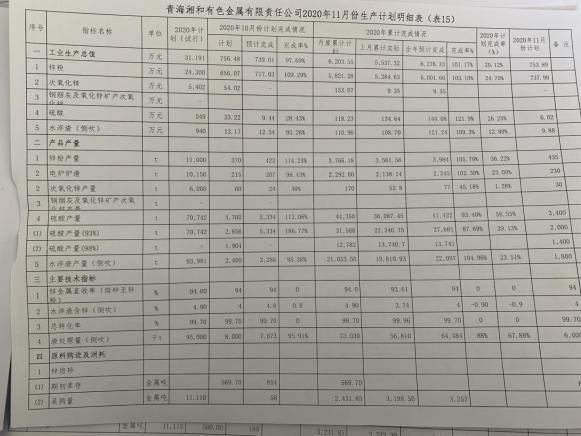 青海湘和有色金属有限责任公司2020年11月份生产计划明细表（表15）
序号 指标名称 单位 2020年计划（试行） 2020年10月份计划完成情况 2020年累计完成情况 2020年计划完成率(%) 2020年11月份计划 备 注
计划 预计完成 完成率% 月度累计计划 上月累计实际 全年预计完成 完成率%
一 工业生产总值 万元 31,191 756.48 739.01 97.69% 6,203.55 5,537.32 6,276.33 101.17% 20.12% 753.89
1 锌粉 万元 24,300 656.07 717.03 109.29% 5,821.28 5,284.63 6,001.66 103.10% 24.70% 737.99
2 次氧化锌 万元 5,402 54.02 - 153.07 9.35 9.35 -
3 铜烟灰及氧化锌矿产次氧化锌 万元 -
4 硫酸 万元 549 33.22 9.44 28.43% 118.23 134.64 144.08 121.9% 26.25% 6.02
5 水淬渣（侧吹） 万元 940 13.17 12.54 95.26% 110.96 108.70 121.24 109.3% 12.90% 9.88
二 产品产量
1 锌粉产量 t 11,000 370 423 114.23% 3,766.18 3,561.56 3,984 105.79% 36.22% 435
2 电炉炉渣 t 10,156 215 207 96.43% 2,292.80 2,138.14 2,345 102.30% 23.09% 230
2 次氧化锌产量 t 6,000 60 24 40% 170 52.8 77 45.18% 1.28% 30
3 铜烟灰及氧化锌矿产次氧化锌产量 t -
4 硫酸产量 t 70,742 4,760 5,334 112.06% 44,350 36,087.45 41,422 93.40% 58.55% 3,400
(1) 硫酸产量(93%) t 70,742 2,856 5,334 186.77% 31,568 22,346.75 27,681 87.69% 39.13% 2,000
(2) 硫酸产量(98%) t 1,904 - 12,782 13,740.7 13,741 1,400
5 水淬渣产量（侧吹） t 93,981 2,400 2,286 95.26% 21,053.50 19,810.93 22,097 104.96% 23.51% 1,800
三 主要技术指标
1 锌金属直收率（焙砂至锌粉） % 94.00 94 94 0 94.0 93.61 94 0 0 94
2 水淬渣含锌（侧吹） % 4.90 4 4.8 0.8 4.90 3.74 4 -0.90 -0.9 4
3 总转化率 % 99.70 99.70 99.70 0 99.70 99.96 99.70 0 0 99.70
4 渣处理量（侧吹） 干t 95,000 8,000 7,673 95.91% 73,030 56,810 64,484 88% 67.88% 6,000
四 原料购进及消耗
1 锌焙砂
(1) 期初库存 金属吨 569.70 854 569.70
(2) 采购量 金属吨 11,110 58 2,431.85 3,198.50 3,257